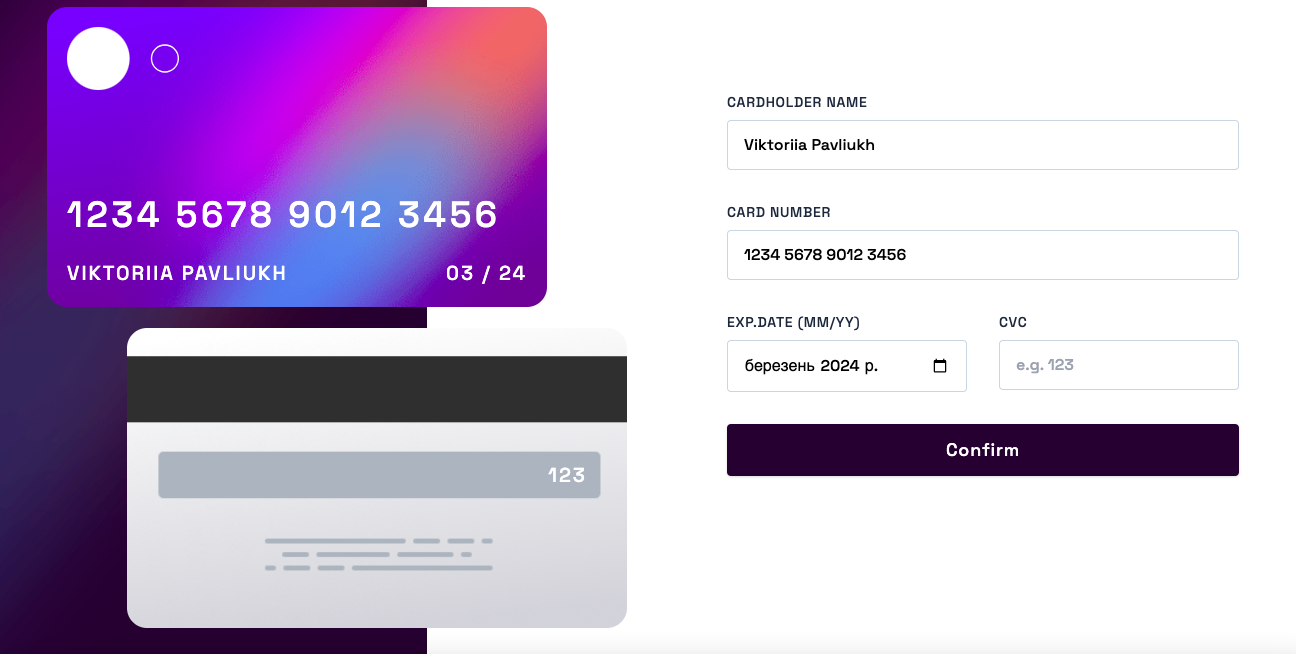 1234 5678 9012 3456
VIKTORIIA PAVLIUKH 03 / 24
123
CARDHOLDER NAME
Viktoriia Pavliukh
CARD NUMBER
1234 5678 9012 3456
EXP.DATE (MM/YY) CVC
березень 2024 р. e.g. 123
Confirm